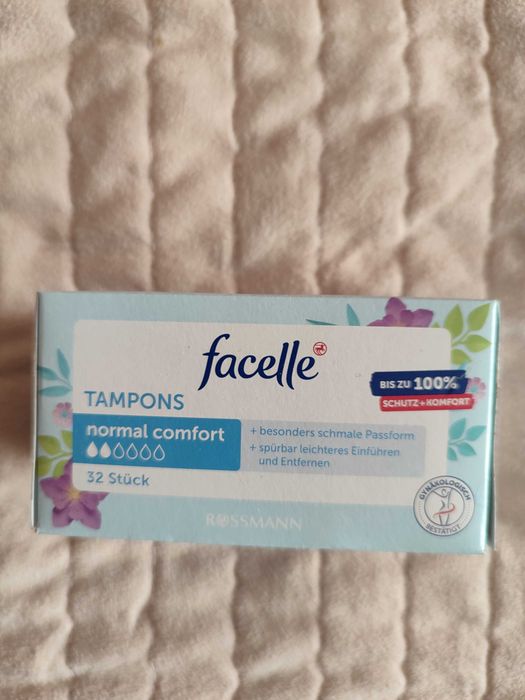 facelle
TAMPONS
normal comfort
32 Stück
+ besonders schmale Passform
+ spürbar leichteres Einführen
und Entfernen
BIS ZU 100%
SCHUTZ+KOMFORT
GYNÄKOLOGISCH
BESTÄTIGT
ROSSMANN